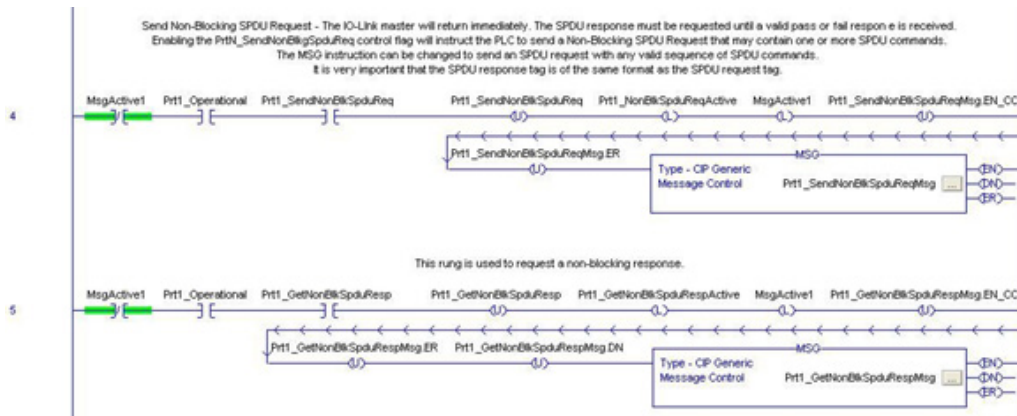 Send Non-Blocking SPDU Request - The IO-Link master will return immediately. The SPDU response must be requested until a valid pass or fail respon e is received.
Enabling the PrtN_SendNonBlkgSpduReq control flag will instruct the PLC to send a Non-Blocking SPDU Request that may contain one or more SPDU commands.
The MSG instruction can be changed to send an SPDU request with any valid sequence of SPDU commands.
It is very important that the SPDU response tag is of the same format as the SPDU request tag.
MsgActive1 Prt1_Operational Prt1_SendNonBlkSpduReq Prt1_SendNonBlkSpduReq Prt1_NonBlkSpduReqActive MsgActive1 Prt1_SendNonBlkSpduReqMsg.EN_CC
4 U L L U
Prt1_SendNonBlkSpduReqMsg.ER MSG
U Type - CIP Generic EN
Message Control Prt1_SendNonBlkSpduReqMsg ... DN
ER
This rung is used to request a non-blocking response.
MsgActive1 Prt1_Operational Prt1_GetNonBlkSpduResp Prt1_GetNonBlkSpduResp Prt1_GetNonBlkSpduRespActive MsgActive1 Prt1_GetNonBlkSpduRespMsg.EN_CC
5 U L L U
Prt1_GetNonBlkSpduRespMsg.ER Prt1_GetNonBlkSpduRespMsg.DN MSG
U U Type - CIP Generic EN
Message Control Prt1_GetNonBlkSpduRespMsg ... DN
ER